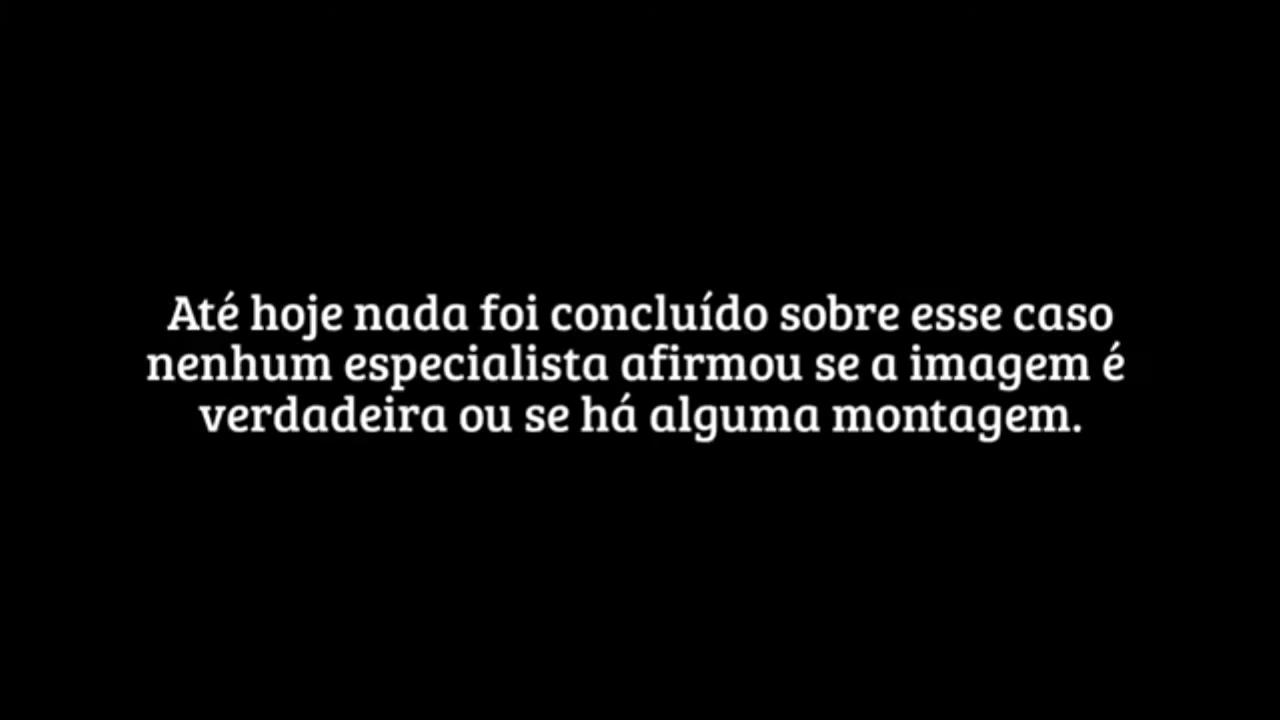 Até hoje nada foi concluído sobre esse caso
nenhum especialista afirmou se a imagem é
verdadeira ou se há alguma montagem.